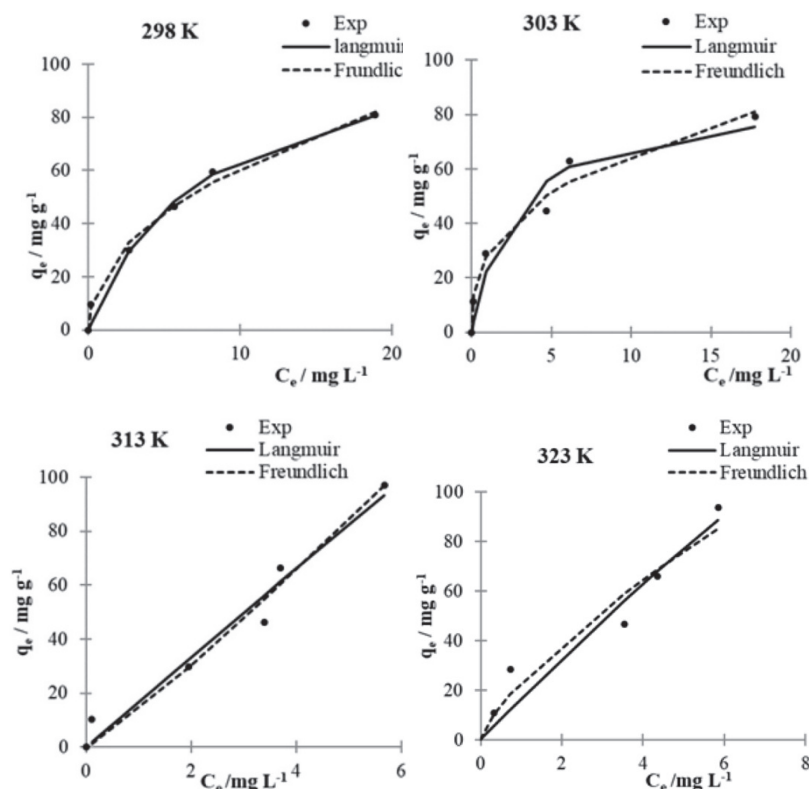 298 K
Exp
langmuir
Frundlich
100
80
60
40
20
0
0 10 20
qe / mg g-1
Ce / mg L-1
303 K
Exp
Langmuir
Freundlich
100
80
60
40
20
0
0 5 10 15 20
qe / mg g-1
Ce / mg L-1
313 K
Exp
Langmuir
Freundlich
100
80
60
40
20
0
0 2 4 6
qe / mg g-1
Ce /mg L-1
323 K
Exp
Langmuir
Freundlich
100
80
60
40
20
0
0 2 4 6 8
qe / mg g-1
Ce /mg L-1